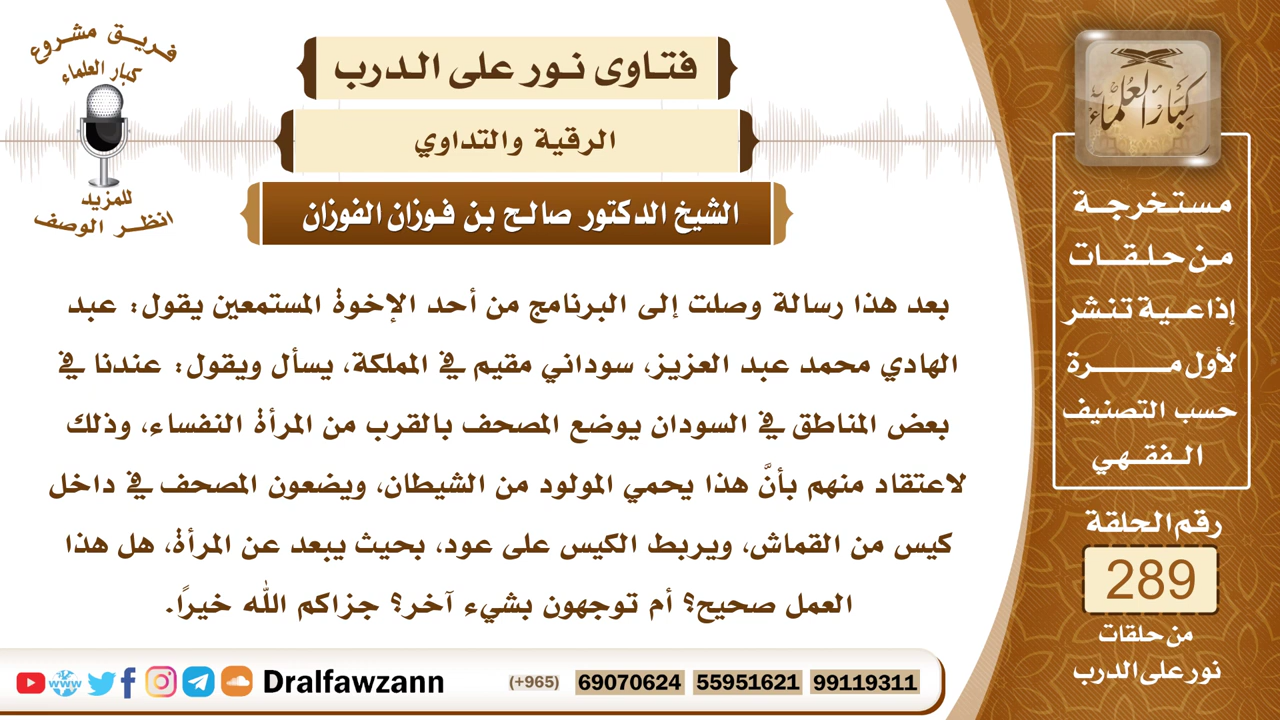 فريق مشروع
كبار العلماء
للمزيد
انظر الوصف
فتاوى نور على الدرب
الرقية والتداوي
الشيخ الدكتور صالح بن فوزان الفوزان
بعد هذا رسالة وصلت إلى البرنامج من أحد الإخوة المستمعين يقول: عبد
الهادي محمد عبد العزيز، سوداني مقيم في المملكة، يسأل ويقول: عندنا في
بعض المناطق في السودان يوضع المصحف بالقرب من المرأة النفساء، وذلك
لاعتقاد منهم بأنَّ هذا يحمي المولود من الشيطان، ويضعون المصحف في داخل
كيس من القماش، ويربط الكيس على عود، بحيث يبعد عن المرأة، هل هذا
العمل صحيح؟ أم توجهون بشيء آخر؟ جزاكم الله خيرًا.
كبار العلماء
مستخرجة
من حلقات
إذاعية تنشر
لأول مرة
حسب التصنيف
الفقهي
رقم الحلقة
289
من حلقات
نور على الدرب
www
Dralfawzann
(+965) 69070624 55951621 99119311